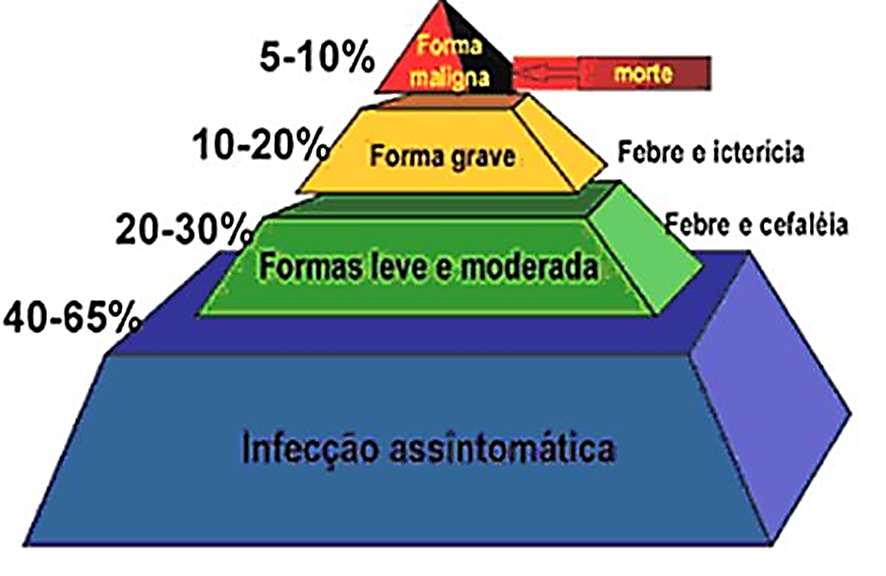 5-10%
Forma
maligna
morte
10-20%
Forma grave
Febre e icterícia
20-30%
Febre e cefaléia
Formas leve e moderada
40-65%
Infecção assintomática